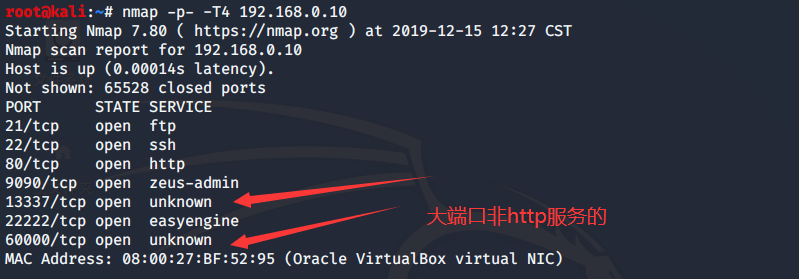 root@kali:~# nmap -p- -T4 192.168.0.10
Starting Nmap 7.80 ( https://nmap.org ) at 2019-12-15 12:27 CST
Nmap scan report for 192.168.0.10
Host is up (0.00014s latency).
Not shown: 65528 closed ports
PORT      STATE SERVICE
21/tcp    open  ftp
22/tcp    open  ssh
80/tcp    open  http
9090/tcp  open  zeus-admin
13337/tcp open  unknown
22222/tcp open  easyengine
60000/tcp open  unknown
MAC Address: 08:00:27:BF:52:95 (Oracle VirtualBox virtual NIC)
大端口非http服务的